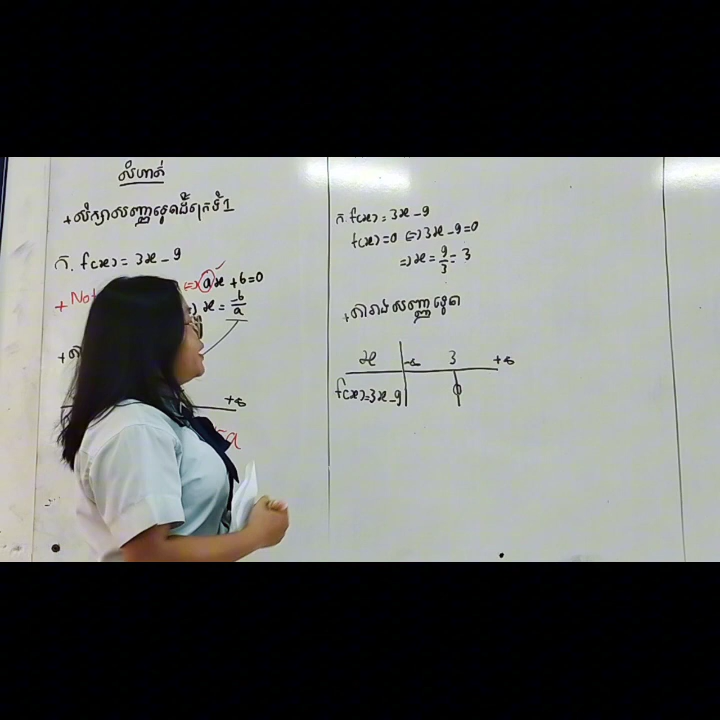 លំហាត់
+សិក្សាសញ្ញាទ្វេធាដឺក្រេទី1
ក. f(x) = 3x - 9
+ Not
⇔ ax + b = 0
x = -b/a
+ តា
+∞
ក. f(x) = 3x - 9
f(x)=0 ⇔ 3x - 9 = 0
⇒ x = 9/3 = 3
+តារាងសញ្ញាទ្វេធា
x -∞ 3 +∞
f(x)=3x-9 0